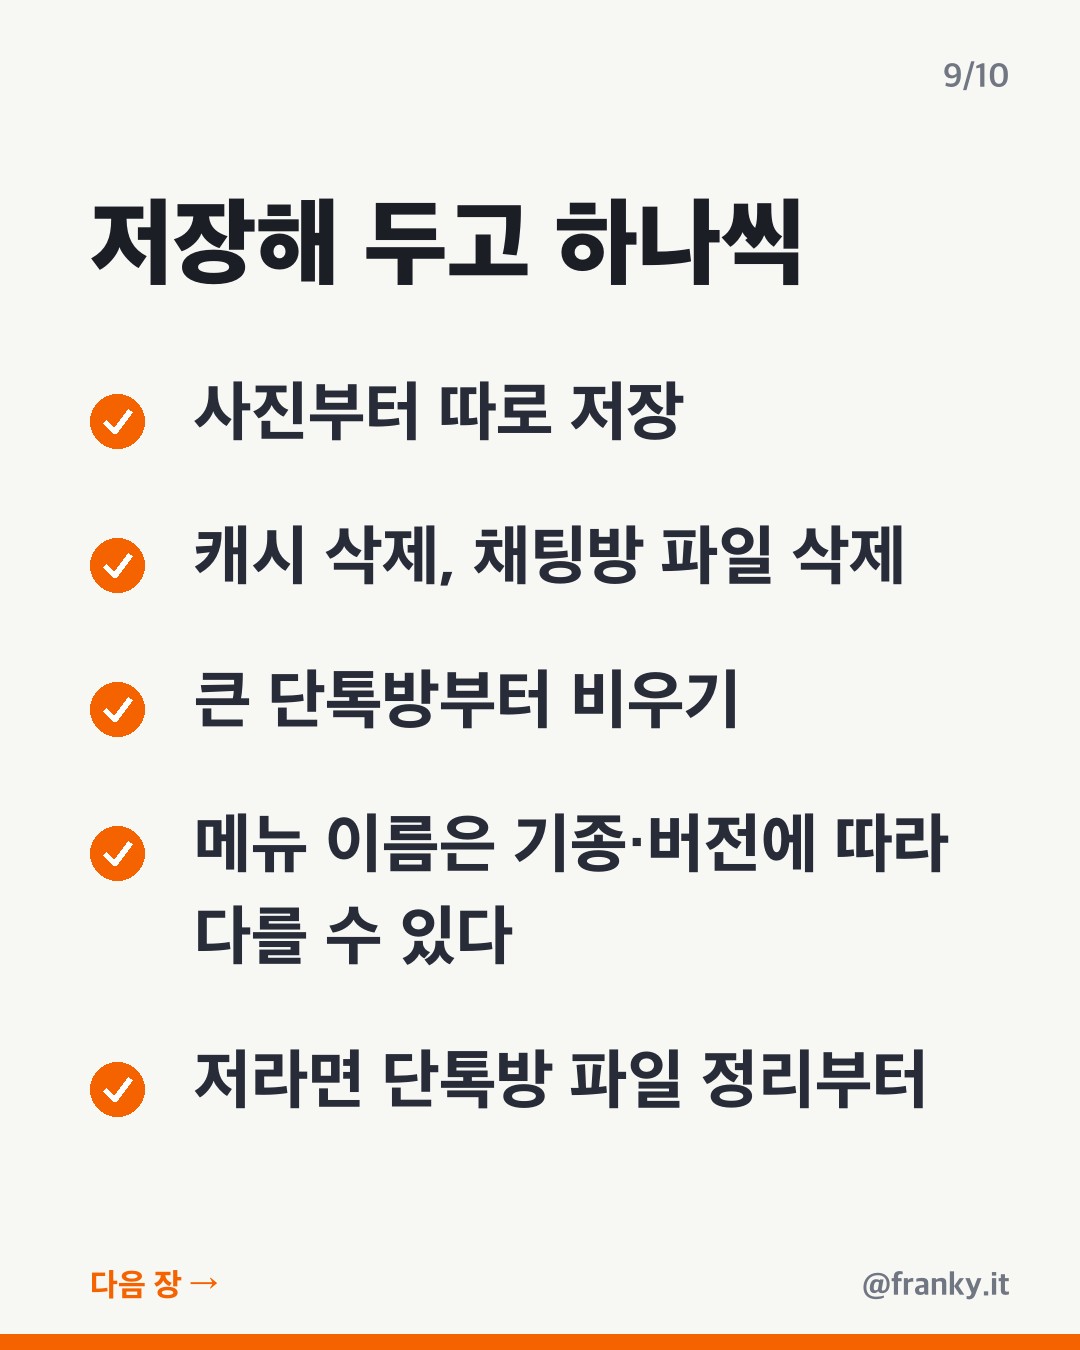 9/10
저장해 두고 하나씩
사진부터 따로 저장
캐시 삭제, 채팅방 파일 삭제
큰 단톡방부터 비우기
메뉴 이름은 기종·버전에 따라
다를 수 있다
저라면 단톡방 파일 정리부터
다음 장 →
@franky.it